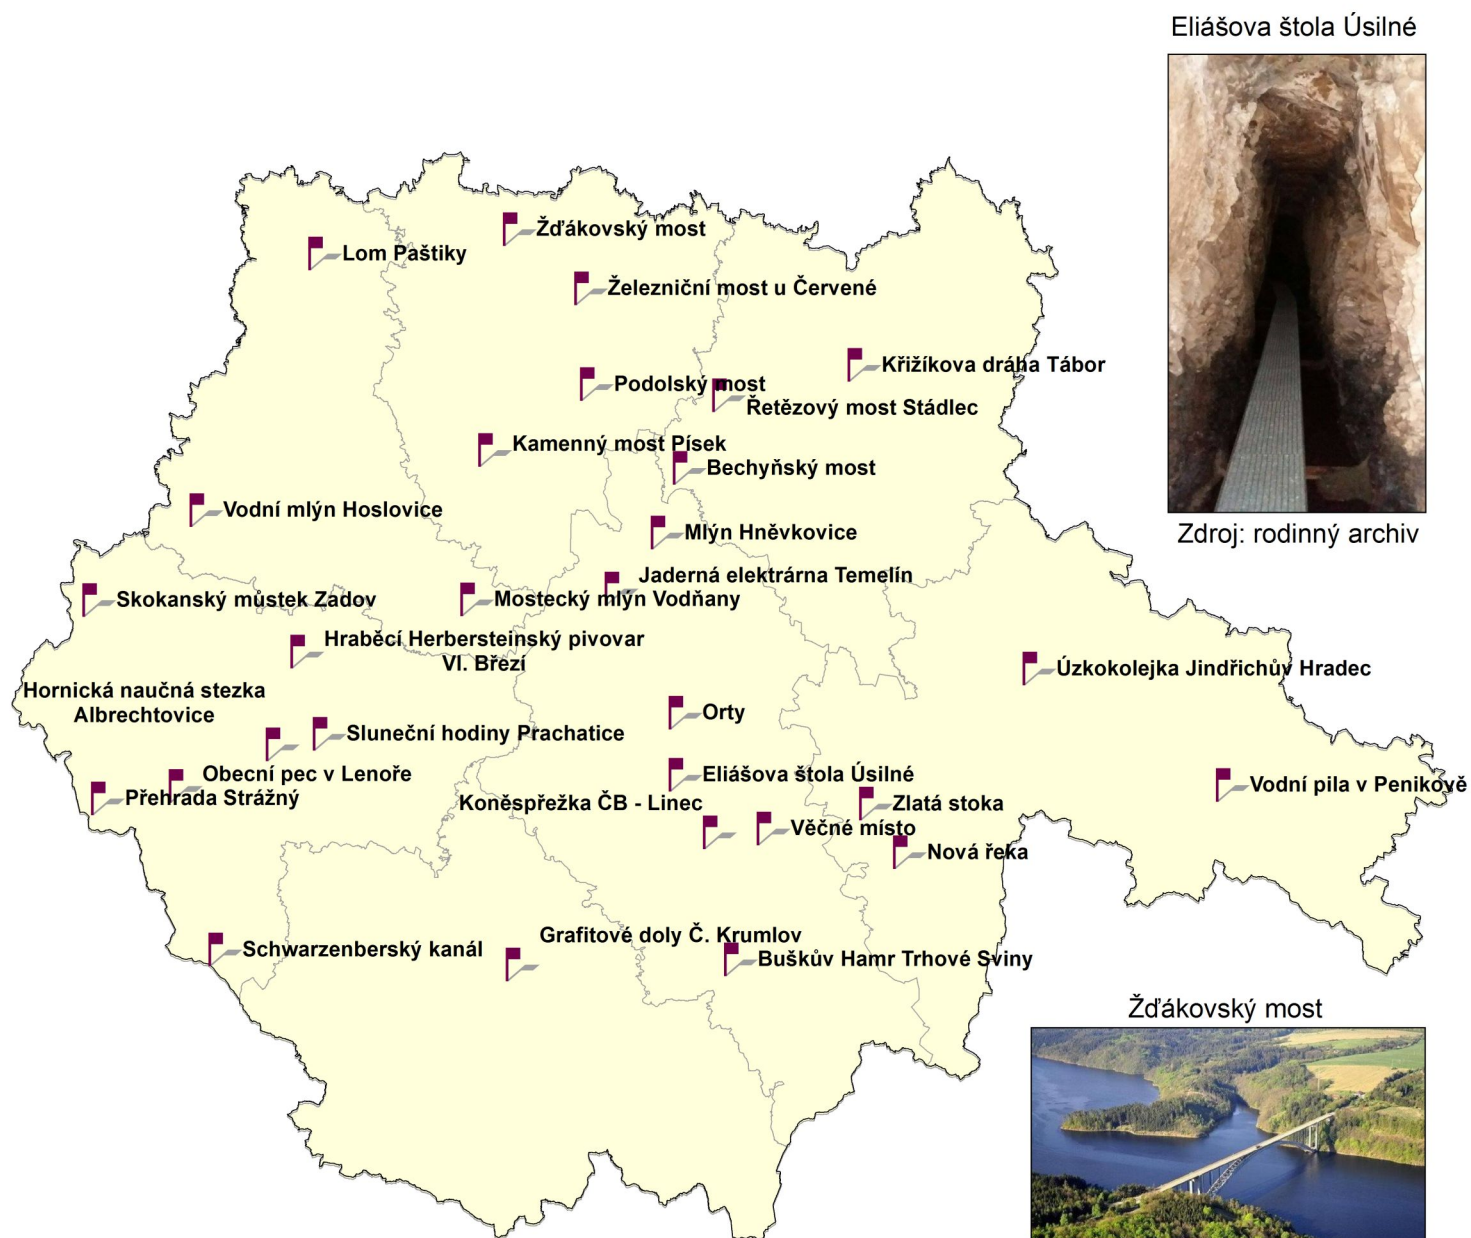 Eliášova štola Úsilné
Žďákovský most
Lom Paštiky
Železniční most u Červené
Křižíkova dráha Tábor
Podolský most
Řetězový most Stádlec
Kamenný most Písek
Bechyňský most
Vodní mlýn Hoslovice
Mlýn Hněvkovice
Zdroj: rodinný archiv
Jaderná elektrárna Temelín
Skokanský můstek Zadov
Mostecký mlýn Vodňany
Hraběcí Herbersteinský pivovar
Vl. Březí
Úzkokolejka Jindřichův Hradec
Hornická naučná stezka
Albrechtovice
Orty
Sluneční hodiny Prachatice
Obecní pec v Lenoře
Eliášova štola Úsilné
Vodní pila v Penikově
Přehrada Strážný
Koněspřežka ČB - Linec
Zlatá stoka
Věčné místo
Nová řeka
Grafitové doly Č. Krumlov
Schwarzenberský kanál
Buškův Hamr Trhové Sviny
Žďákovský most